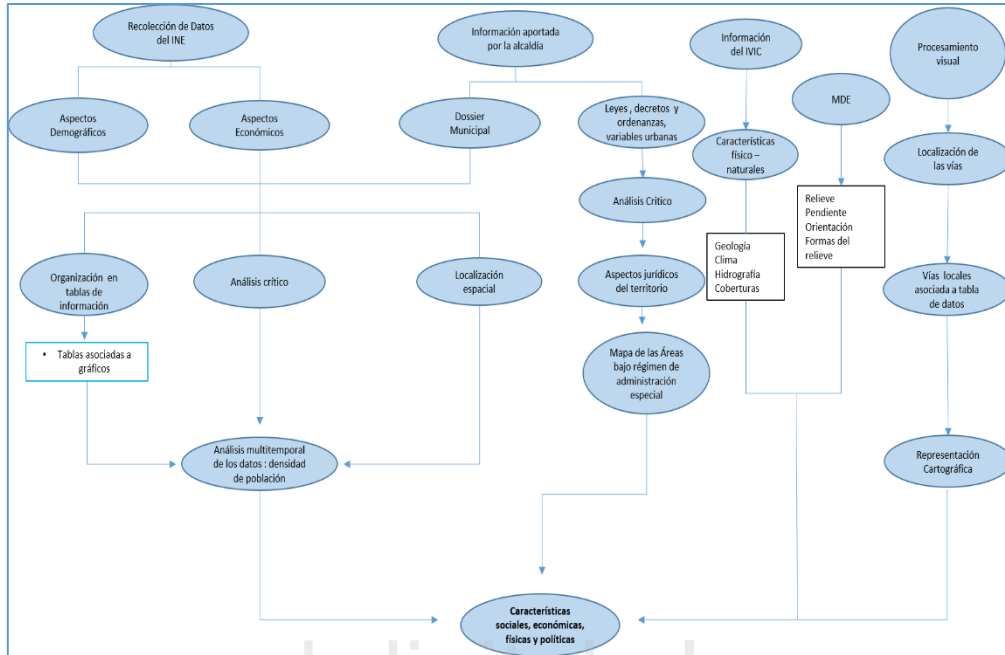 Recolección de Datos
del INE
Información aportada
por la alcaldía
Información
del IVIC
Procesamiento
visual
MDE
Aspectos
Demográficos
Aspectos
Económicos
Dossier
Municipal
Leyes , decretos y
ordenanzas,
variables urbanas
Características
físico –
naturales
Localización de
las vías
Análisis Critico
Relieve
Pendiente
Orientación
Formas del
relieve
Geología
Clima
Hidrografía
Coberturas
Organización en
tablas de
información
Análisis crítico
Localización
espacial
Aspectos jurídicos
del territorio
Vías locales
asociada a tabla
de datos
• Tablas asociadas a
gráficos
Mapa de las Áreas
bajo régimen de
administración
especial
Análisis multitemporal
de los datos : densidad
de población
Representación
Cartográfica
Características
sociales, económicas,
físicas y políticas